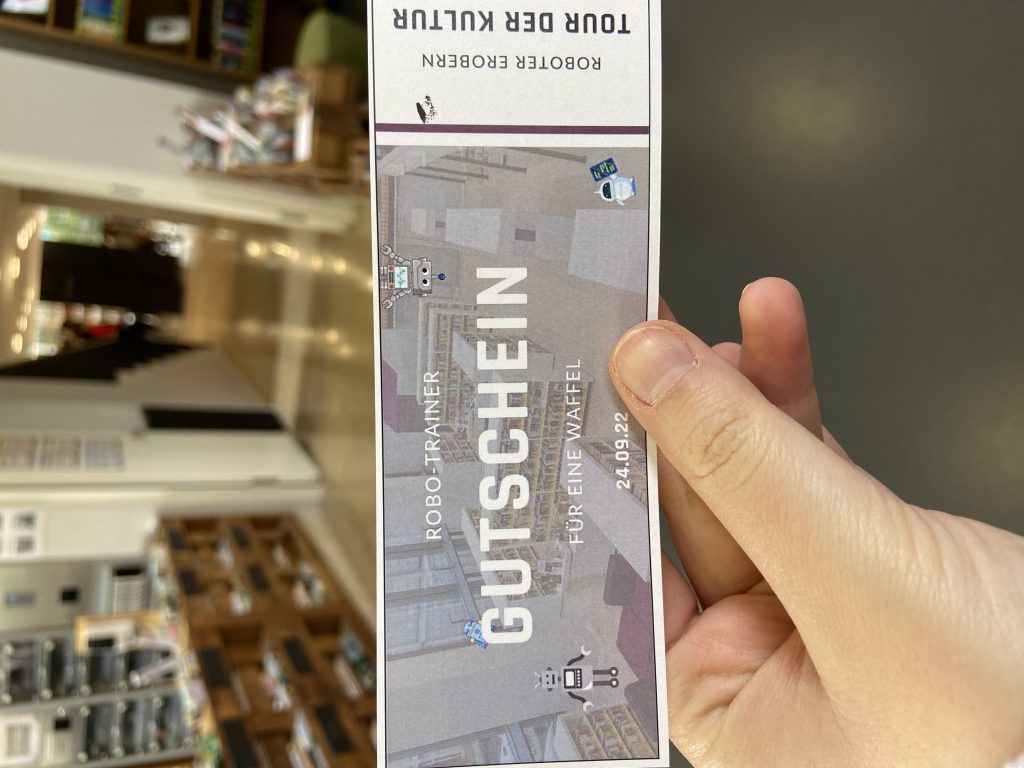 TOUR DER KULTUR
ROBOTER EROBERN
ROBO-TRAINER
GUTSCHEIN
FÜR EINE WAFFEL
24.09.22